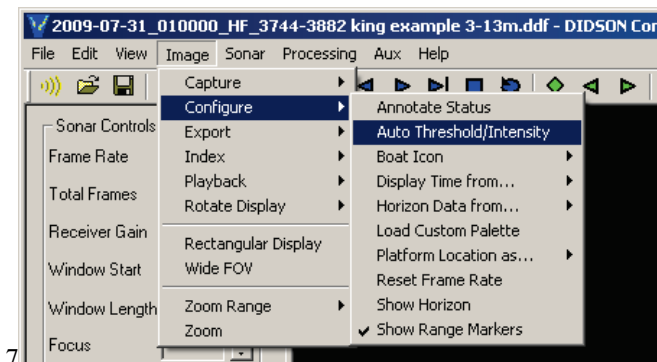 2009-07-31_010000_HF_3744-3882 king example 3-13m.ddf - DIDSON Cor
File Edit View Image Sonar Processing Aux Help
Sonar Controls
Frame Rate
Total Frames
Receiver Gain
Window Start
Window Length
Focus
Capture
Configure
Export
Index
Playback
Rotate Display
Rectangular Display
Wide FOV
Zoom Range
Zoom
Annotate Status
Auto Threshold/Intensity
Boat Icon
Display Time from...
Horizon Data from...
Load Custom Palette
Platform Location as...
Reset Frame Rate
Show Horizon
Show Range Markers
7